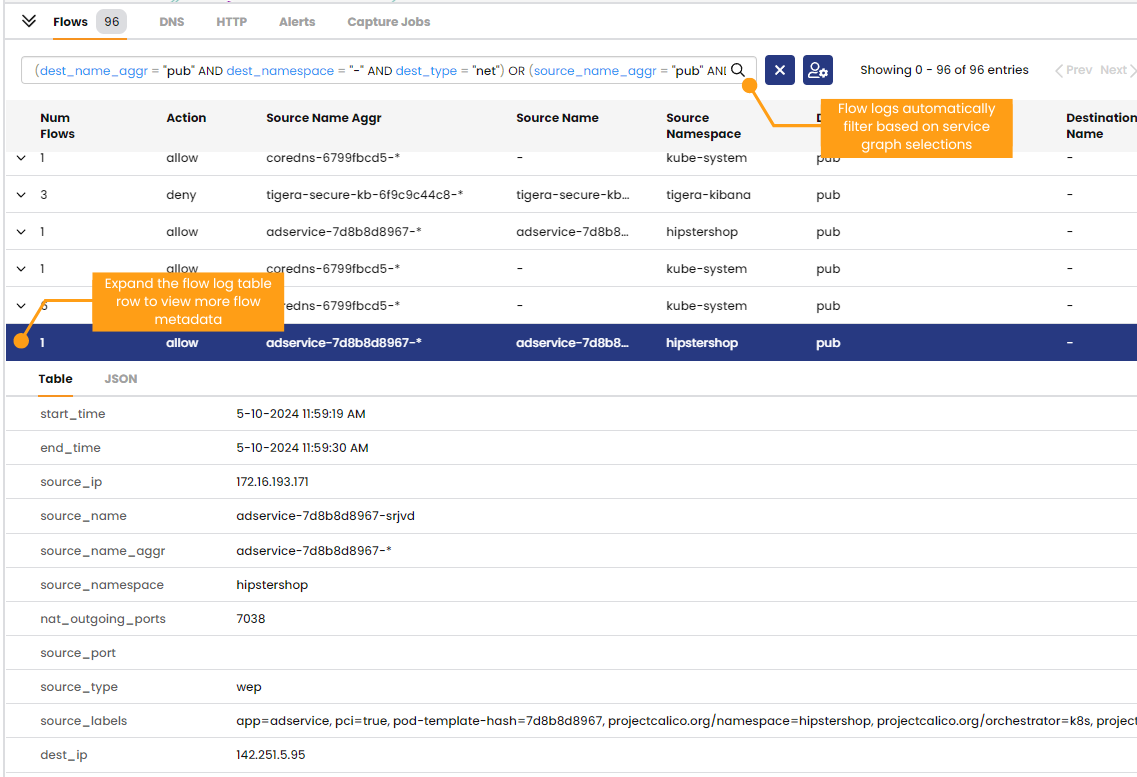 Flows 96 DNS HTTP Alerts Capture Jobs
(dest_name_aggr = "pub" AND dest_namespace = "-" AND dest_type = "net") OR (source_name_aggr = "pub" AND Showing 0 - 96 of 96 entries Prev Next
Flow logs automatically
filter based on service
graph selections
Num Flows Action Source Name Aggr Source Name Source Namespace Destination Name
1 allow coredns-6799fbcd5-* - kube-system pub -
3 deny tigera-secure-kb-6f9c9c44c8-* tigera-secure-kb... tigera-kibana pub -
1 allow adservice-7d8b8d8967-* adservice-7d8b8... hipstershop pub -
1 allow coredns-6799fbcd5-* - kube-system pub -
Expand the flow log table
row to view more flow
metadata
redns-6799fbcd5-* - kube-system pub -
1 allow adservice-7d8b8d8967-* adservice-7d8b8... hipstershop pub -
Table JSON
start_time 5-10-2024 11:59:19 AM
end_time 5-10-2024 11:59:30 AM
source_ip 172.16.193.171
source_name adservice-7d8b8d8967-srjvd
source_name_aggr adservice-7d8b8d8967-*
source_namespace hipstershop
nat_outgoing_ports 7038
source_port
source_type wep
source_labels app=adservice, pci=true, pod-template-hash=7d8b8d8967, projectcalico.org/namespace=hipstershop, projectcalico.org/orchestrator=k8s, project
dest_ip 142.251.5.95